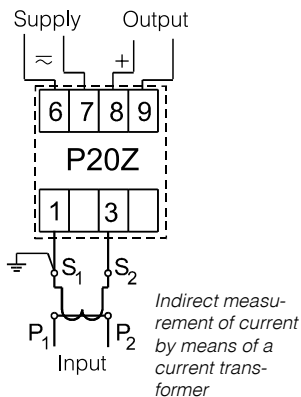 Supply Output
≂ +
6 7 8 9
P20Z
1 3
S1 S2
P1 P2
Input
Indirect measu-
rement of current
by means of a
current trans-
former